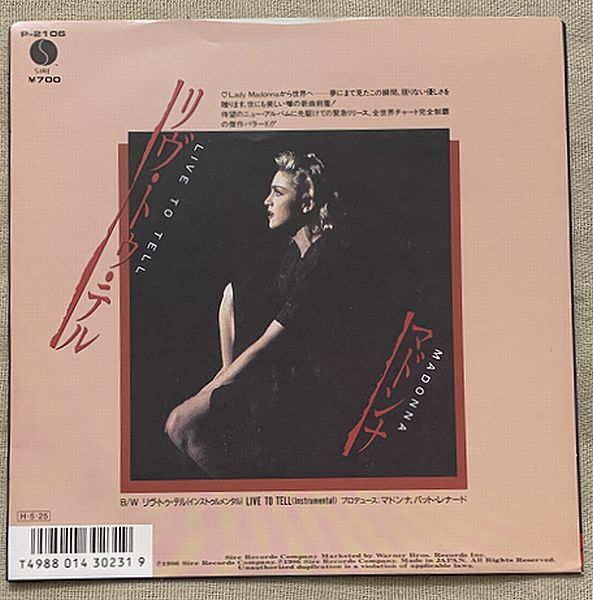 P-2106
SIRE
¥700
♡Lady Madonnaから世界へ――夢にまで見たこの瞬間、限りない優しさを
贈ります、世にも美しい噂の新曲到着!
待望のニュー・アルバムに先駆けての緊急リリース、全世界チャート完全制覇
の傑作バラード!!
リヴ・トゥ・テル
LIVE TO TELL
マドンナ
MADONNA
B/W リヴ・トゥ・テル(インストゥルメンタル) LIVE TO TELL (Instrumental) プロデュース:マドンナ、パット・レナード
H·5·25
T4988 014 30231 9
Sire Records Company Marketed by Warner Bros. Records Inc.
©1986 Sire Records Company. ℗1986 Sire Records Company. Made in JAPAN. All Rights Reserved.
Unauthorized duplication is a violation of applicable laws.